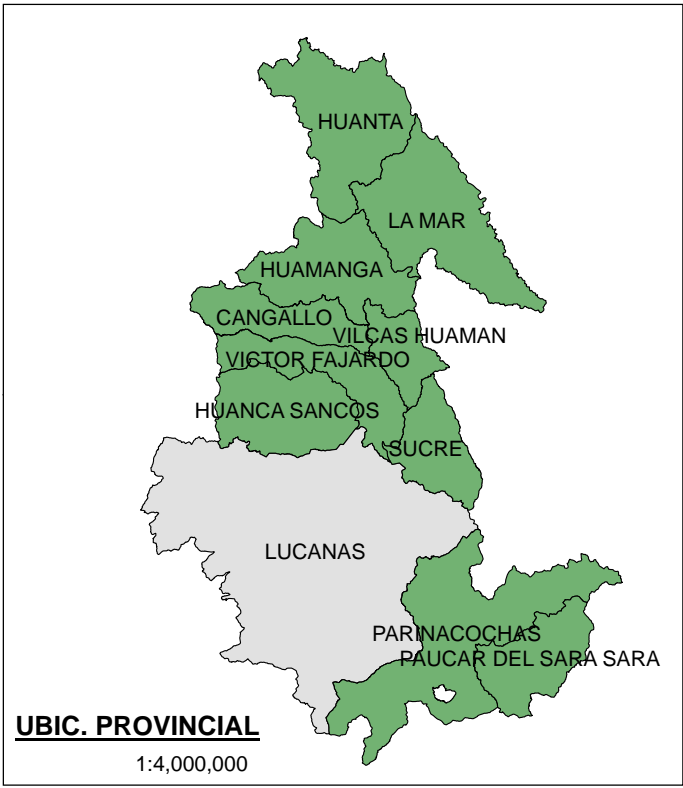 HUANTA
LA MAR
HUAMANGA
CANGALLO
VILCAS HUAMAN
VICTOR FAJARDO
HUANCA SANCOS
SUCRE
LUCANAS
PARINACOCHAS
PAUCAR DEL SARA SARA
UBIC. PROVINCIAL
1:4,000,000